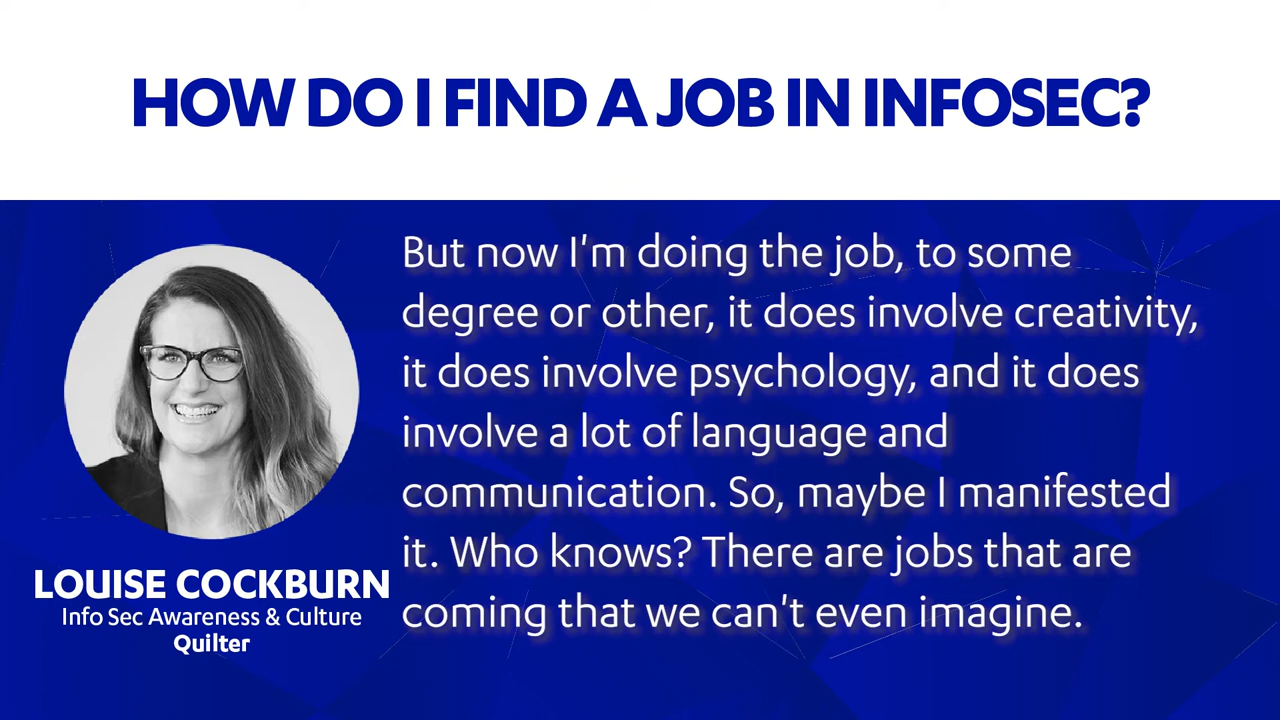 HOW DO I FIND A JOB IN INFOSEC?
But now I'm doing the job, to some
degree or other, it does involve creativity,
it does involve psychology, and it does
involve a lot of language and
communication. So, maybe I manifested
it. Who knows? There are jobs that are
coming that we can't even imagine.
LOUISE COCKBURN
Info Sec Awareness & Culture
Quilter